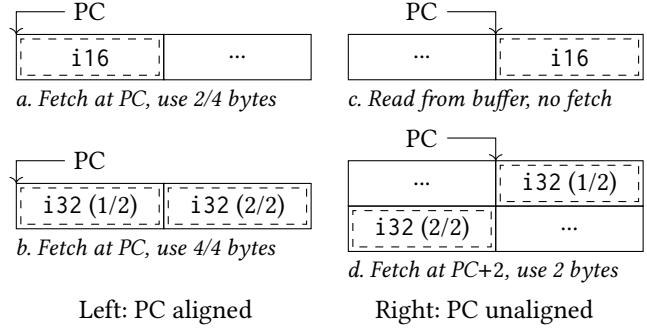 PC
i16
...
a. Fetch at PC, use 2/4 bytes
PC
...
i16
c. Read from buffer, no fetch
PC
i32 (1/2)
i32 (2/2)
b. Fetch at PC, use 4/4 bytes
PC
...
i32 (1/2)
i32 (2/2)
...
d. Fetch at PC+2, use 2 bytes
Left: PC aligned
Right: PC unaligned